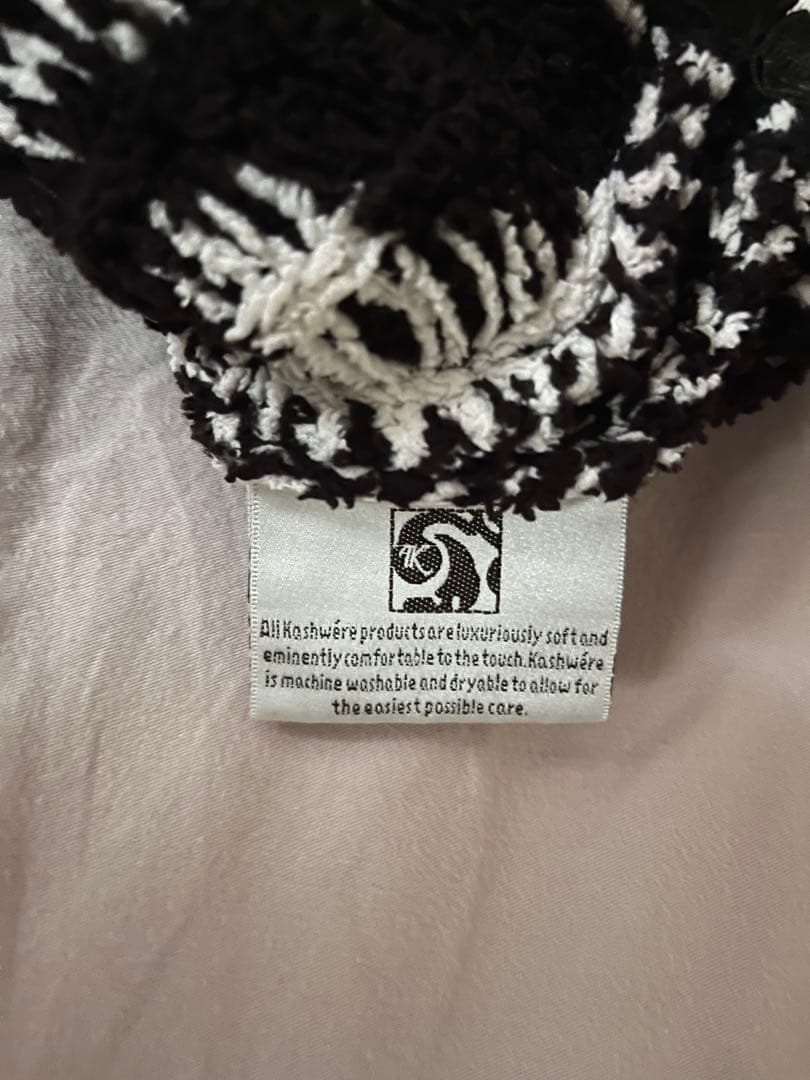 AK
All Kashwére products are luxuriously soft and
eminently comfortable to the touch. Kashwére
is machine washable and dryable to allow for
the easiest possible care.